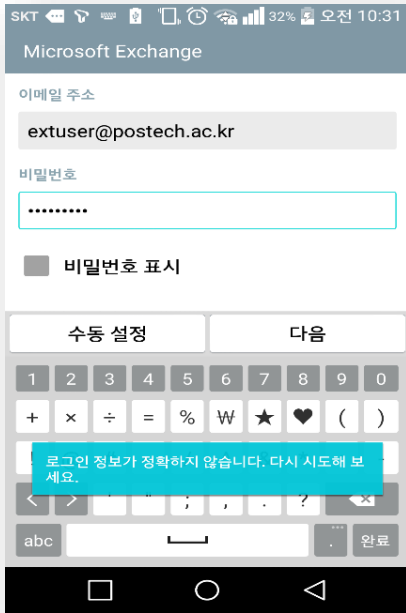 SKT 32% 오전 10:31
Microsoft Exchange
이메일 주소
extuser@postech.ac.kr
비밀번호
•••••••••
비밀번호 표시
수동 설정 다음
1 2 3 4 5 6 7 8 9 0
+ × ÷ = % ₩ ★ ♥ ( )
로그인 정보가 정확하지 않습니다. 다시 시도해 보
세요.
< > ' " ; , . ?
abc . 완료